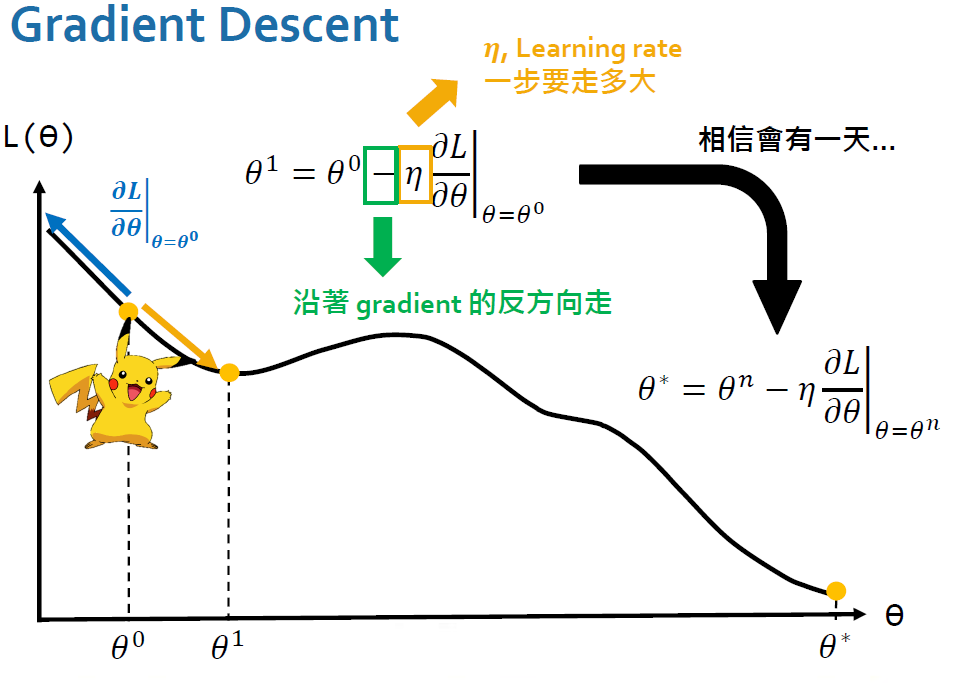 Gradient Descent
η, Learning rate
一步要走多大
L(θ)
θ¹ = θ⁰ − η ∂L/∂θ|θ=θ⁰
相信會有一天...
∂L/∂θ|θ=θ⁰
沿著 gradient 的反方向走
θ* = θⁿ − η ∂L/∂θ|θ=θⁿ
θ
θ⁰
θ¹
θ*